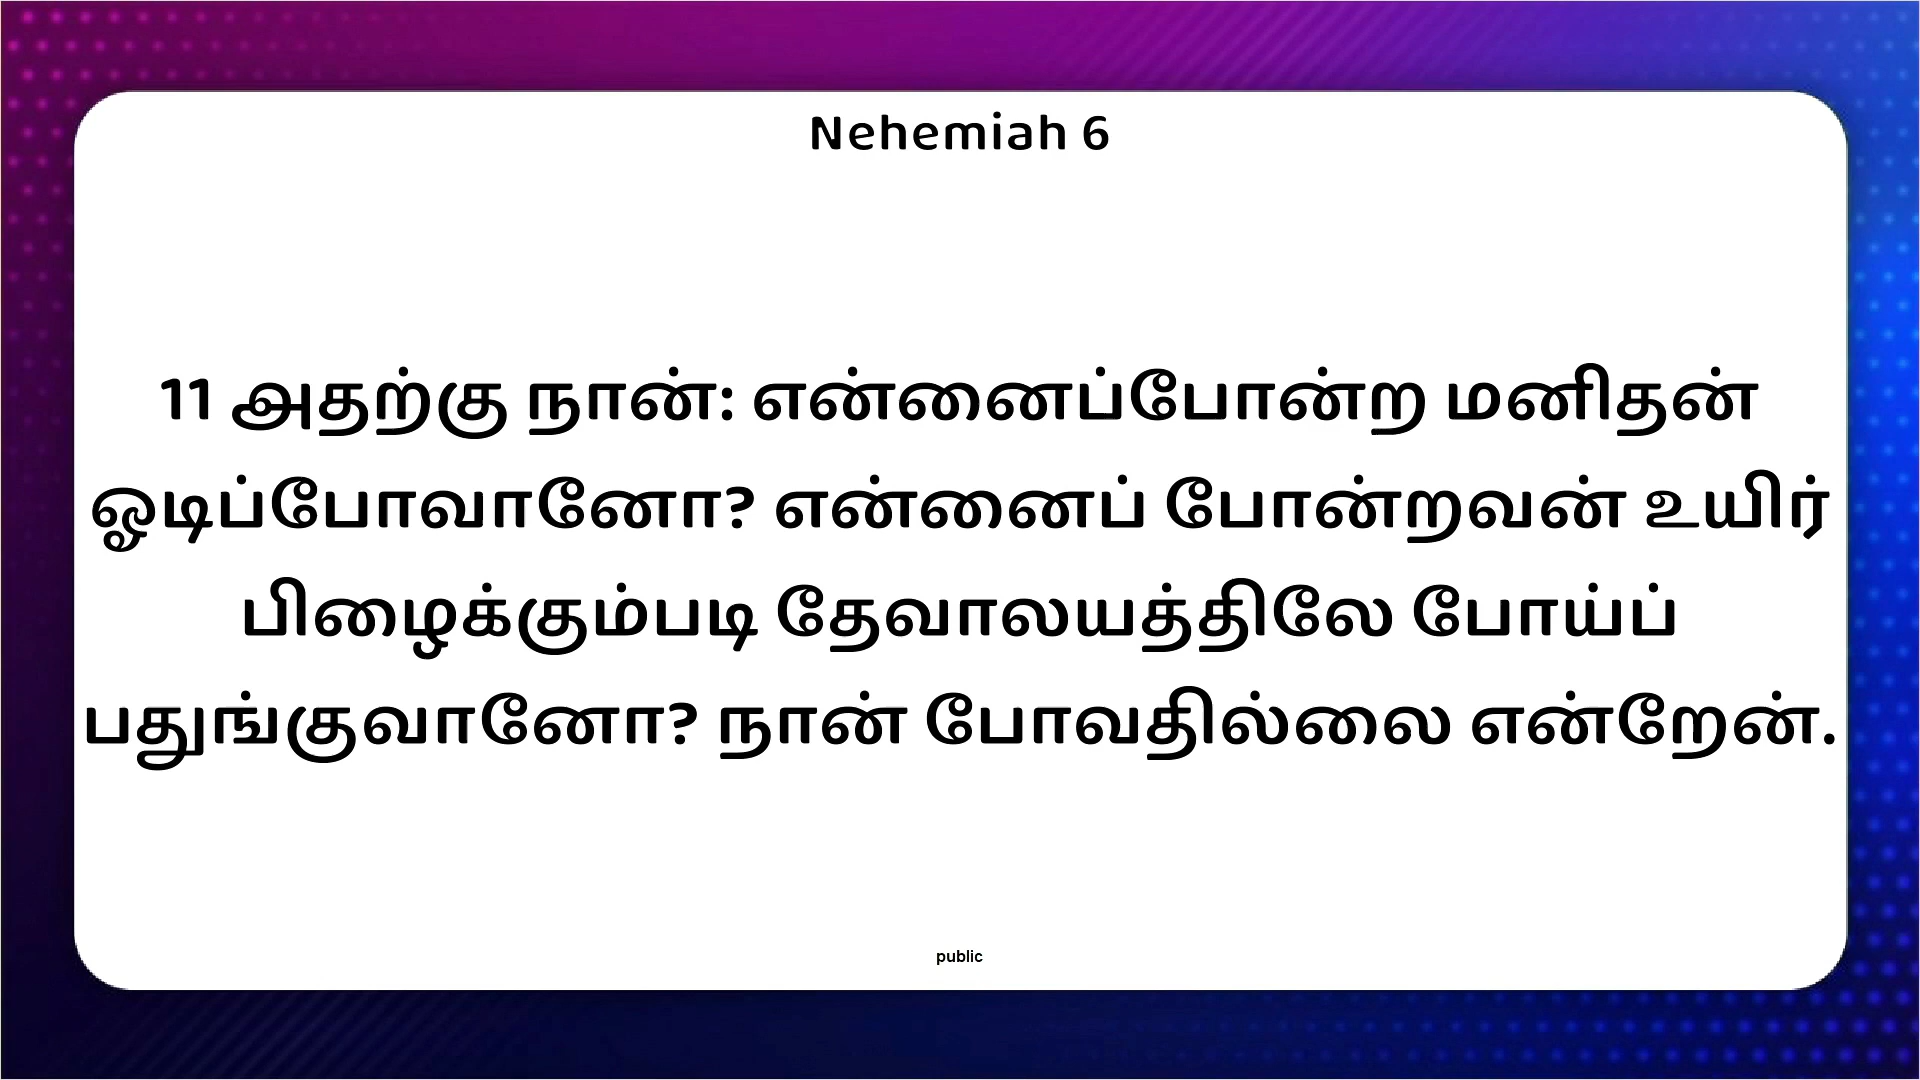 Nehemiah 6
11 அதற்கு நான்: என்னைப்போன்ற மனிதன்
ஓடிப்போவானோ? என்னைப் போன்றவன் உயிர்
பிழைக்கும்படி தேவாலயத்திலே போய்ப்
பதுங்குவானோ? நான் போவதில்லை என்றேன்.
public